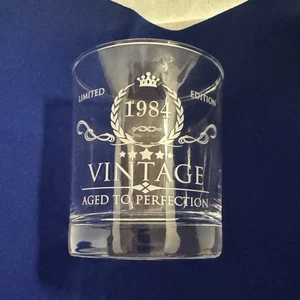 LIMITED EDITION
1984
VINTAGE
AGED TO PERFECTION